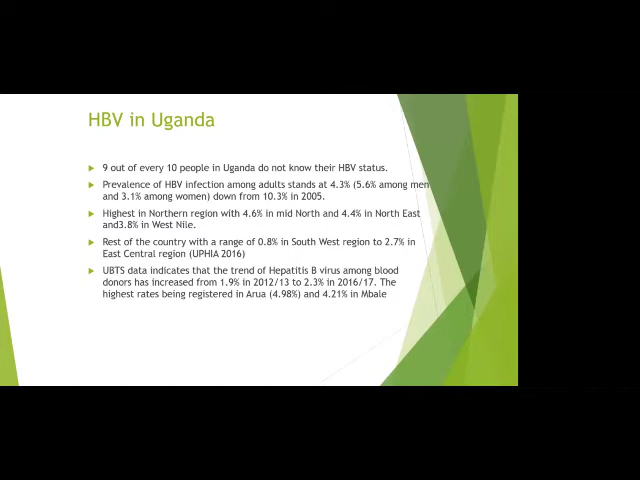 HBV in Uganda
9 out of every 10 people in Uganda do not know their HBV status.
Prevalence of HBV infection among adults stands at 4.3% (5.6% among men
and 3.1% among women) down from 10.3% in 2005.
Highest in Northern region with 4.6% in mid North and 4.4% in North East
and3.8% in West Nile.
Rest of the country with a range of 0.8% in South West region to 2.7% in
East Central region (UPHIA 2016)
UBTS data indicates that the trend of Hepatitis B virus among blood
donors has increased from 1.9% in 2012/13 to 2.3% in 2016/17. The
highest rates being registered in Arua (4.98%) and 4.21% in Mbale